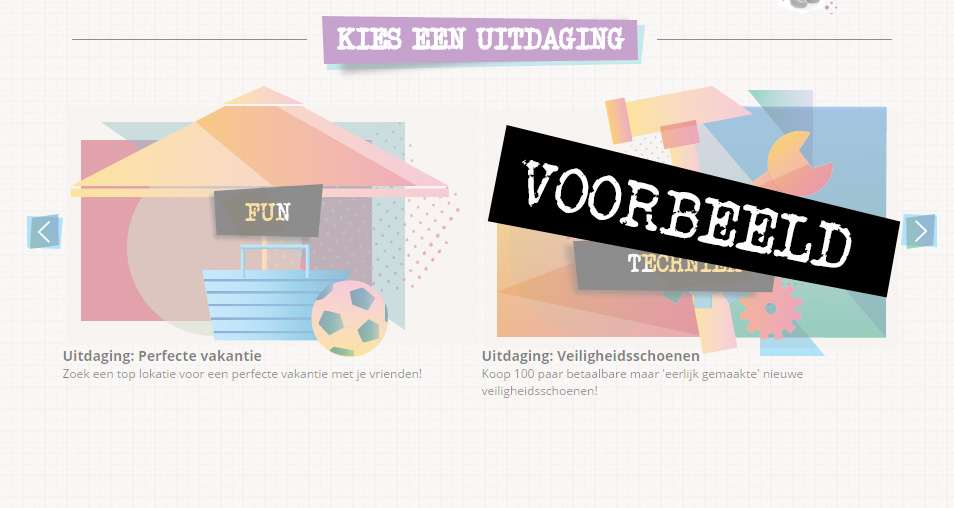 KIES EEN UITDAGING
FUN
VOORBEELD
Uitdaging: Perfecte vakantie
Zoek een top lokatie voor een perfecte vakantie met je vrienden!
Uitdaging: Veiligheidsschoenen
Koop 100 paar betaalbare maar 'eerlijk gemaakte' nieuwe
veiligheidsschoenen!